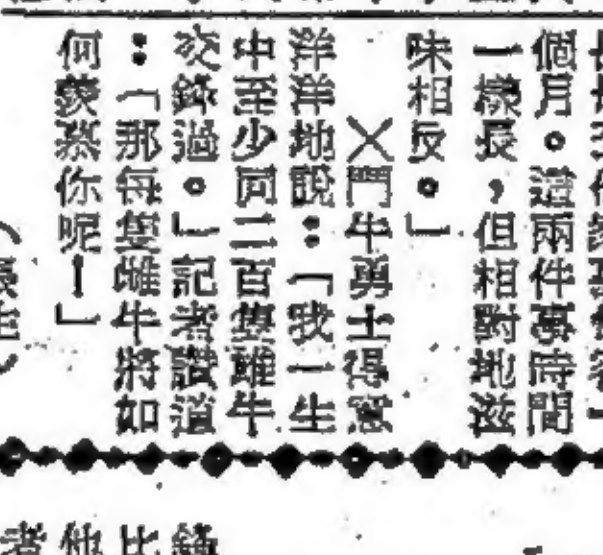 個月。這兩件事時間
一樣長，但相對地滋
味相反。」
╳鬥牛勇士得意
洋洋地說：「我一生
中至少同二百隻雄牛
交鋒過。」記者讚道
：「那每隻雌牛將如
何羨慕你呢！」